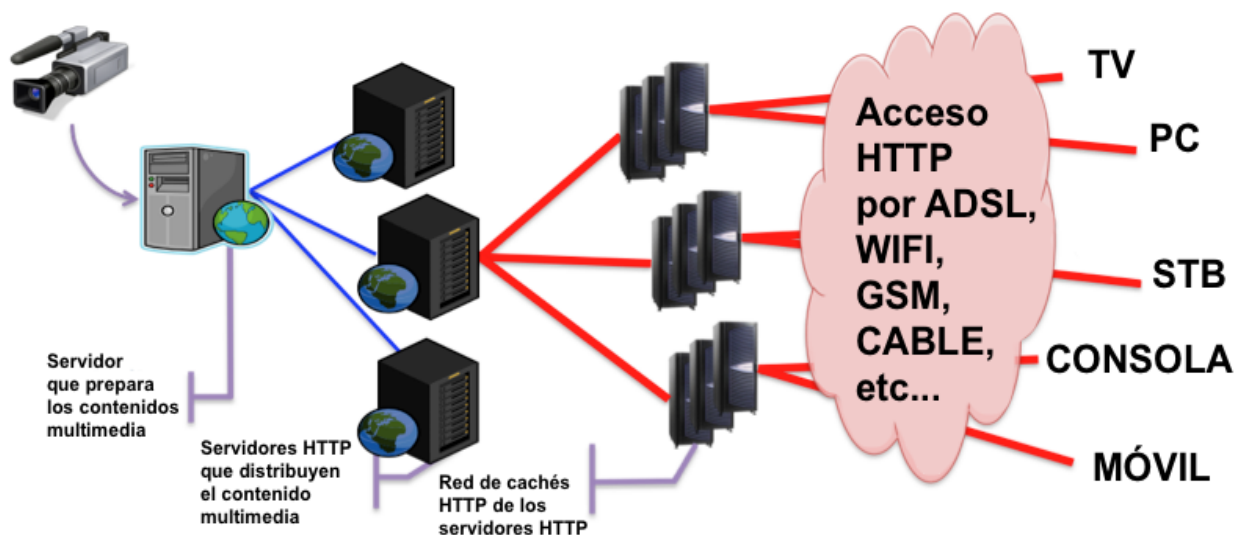 Servidor
que prepara
los contenidos
multimedia
Servidores HTTP
que distribuyen
el contenido
multimedia
Red de cachés
HTTP de los
servidores HTTP
Acceso
HTTP
por ADSL,
WIFI,
GSM,
CABLE,
etc...
TV
PC
STB
CONSOLA
MÓVIL